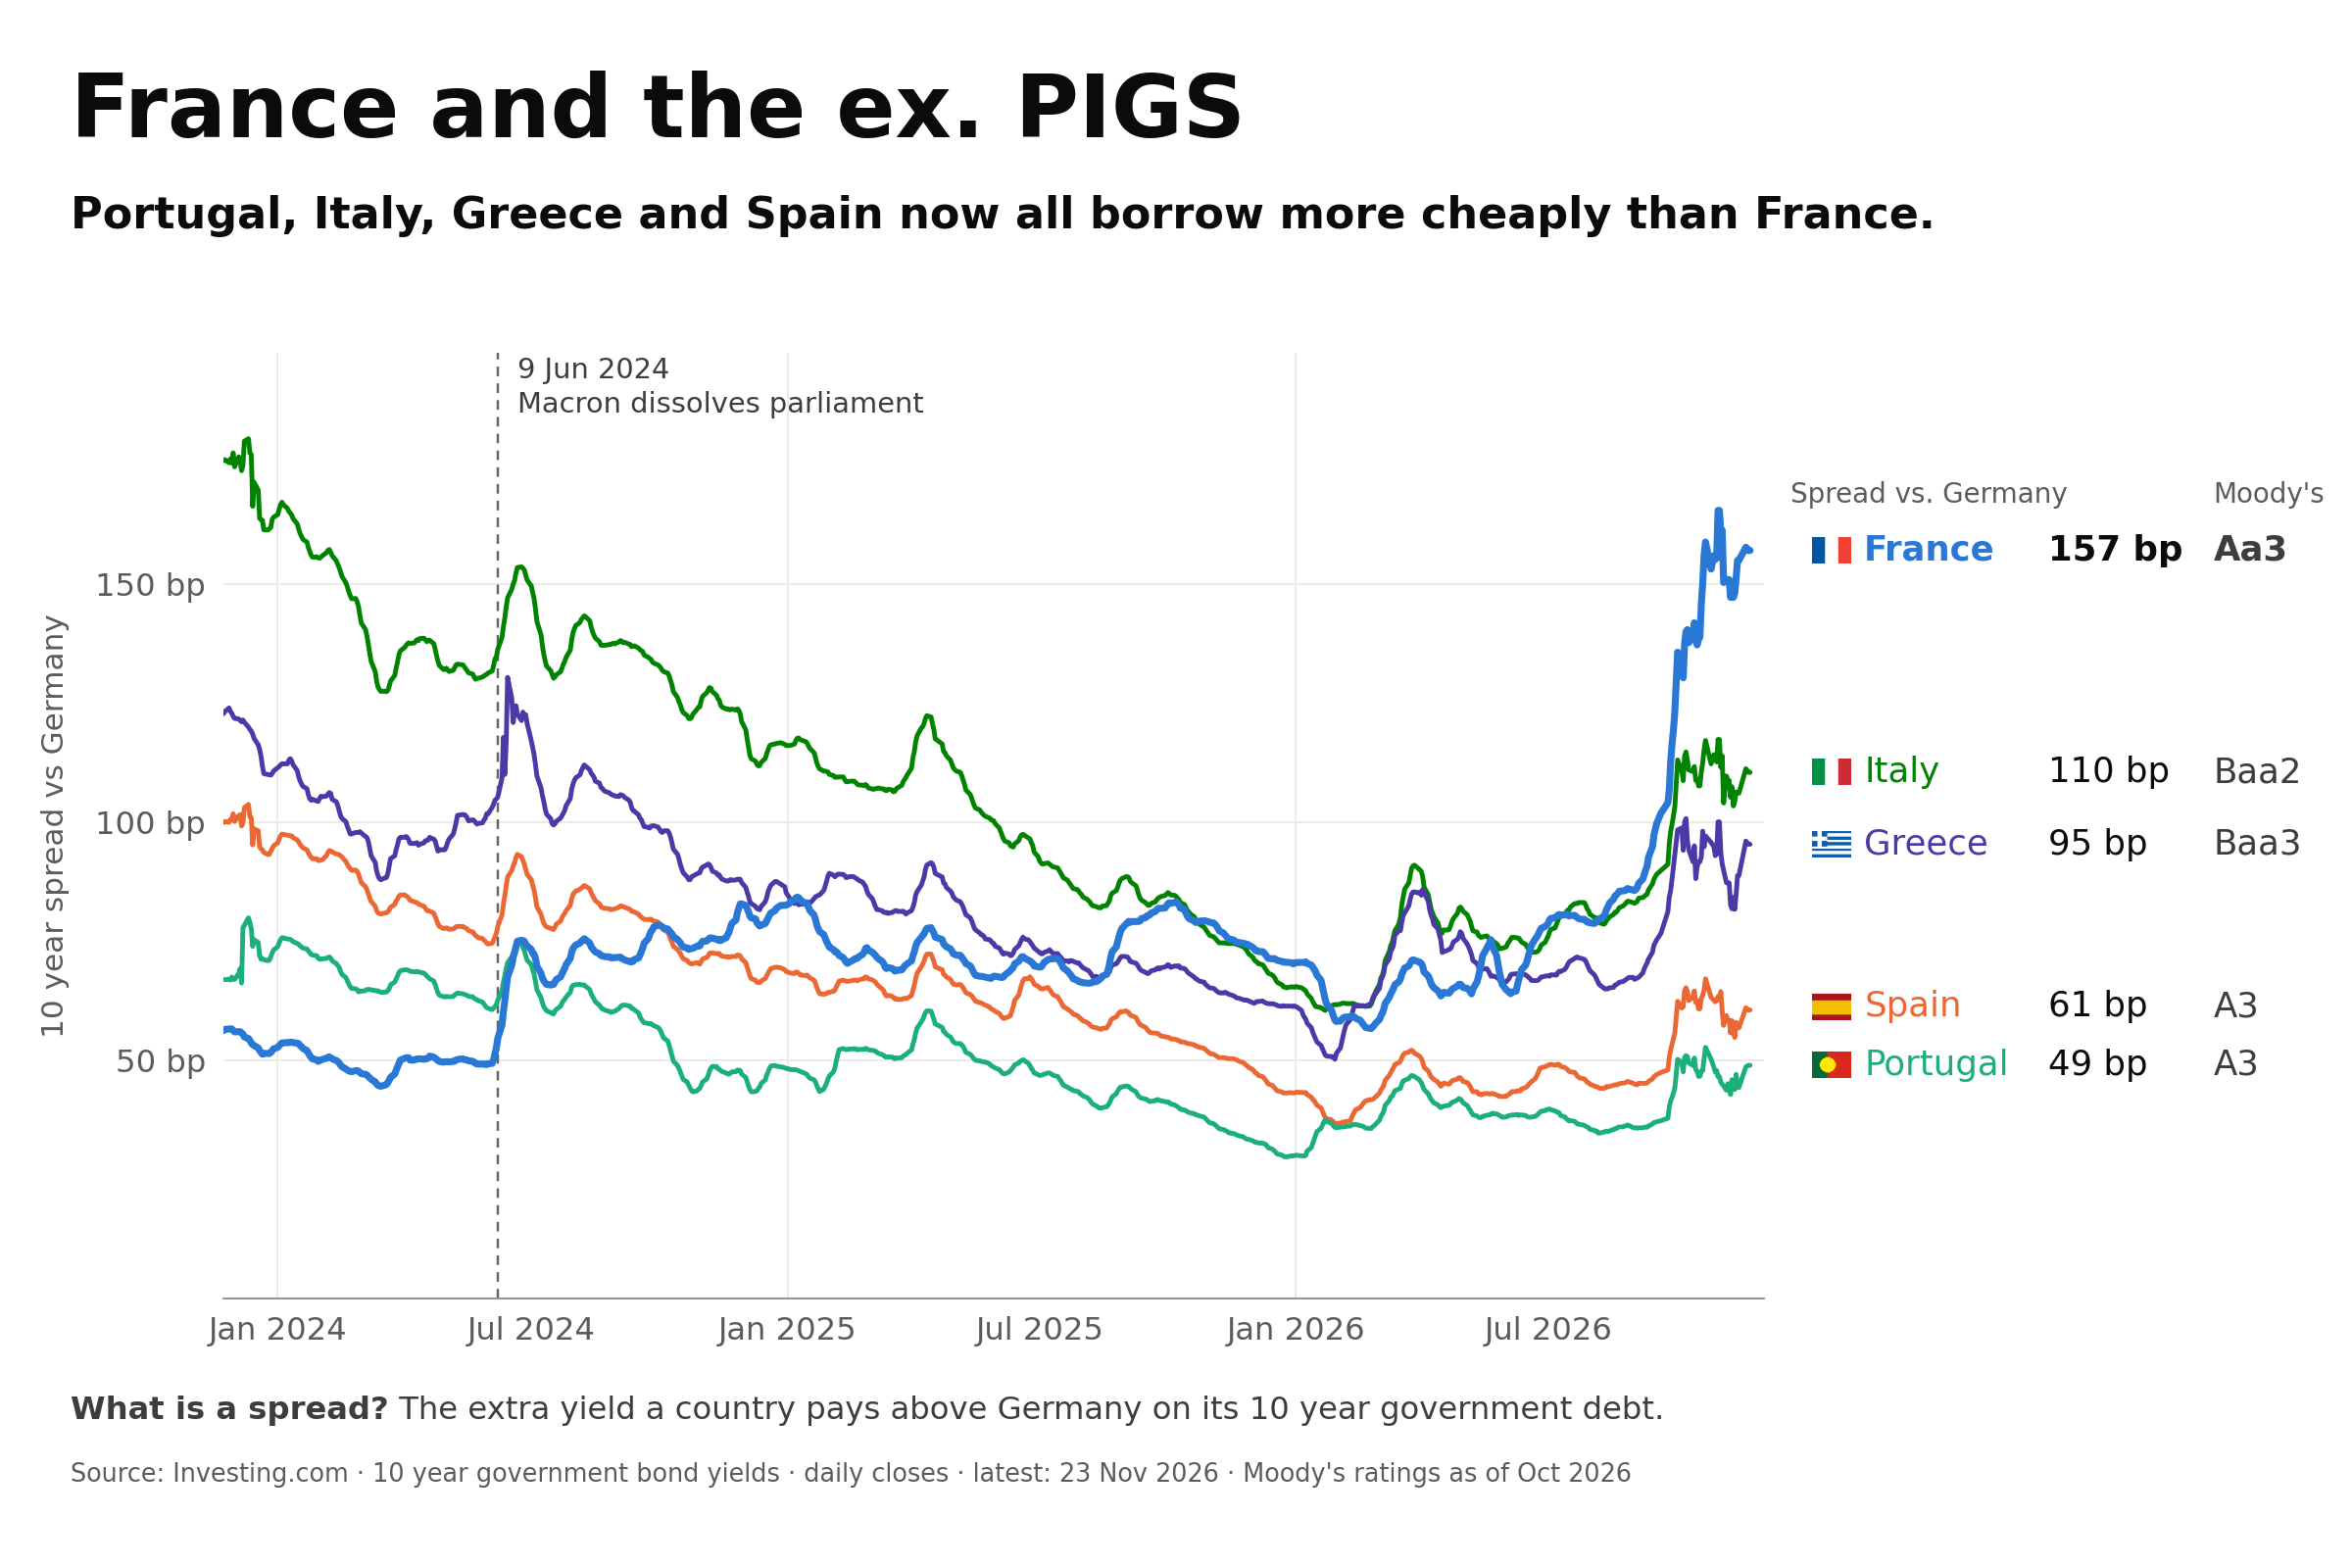 France and the ex. PIGS
Portugal, Italy, Greece and Spain now all borrow more cheaply than France.
9 Jun 2024
Macron dissolves parliament
10 year spread vs Germany
150 bp
100 bp
50 bp
Jan 2024
Jul 2024
Jan 2025
Jul 2025
Jan 2026
Jul 2026
Spread vs. Germany Moody's
France 157 bp Aa3
Italy 110 bp Baa2
Greece 95 bp Baa3
Spain 61 bp A3
Portugal 49 bp A3
What is a spread? The extra yield a country pays above Germany on its 10 year government debt.
Source: Investing.com · 10 year government bond yields · daily closes · latest: 23 Nov 2026 · Moody's ratings as of Oct 2026